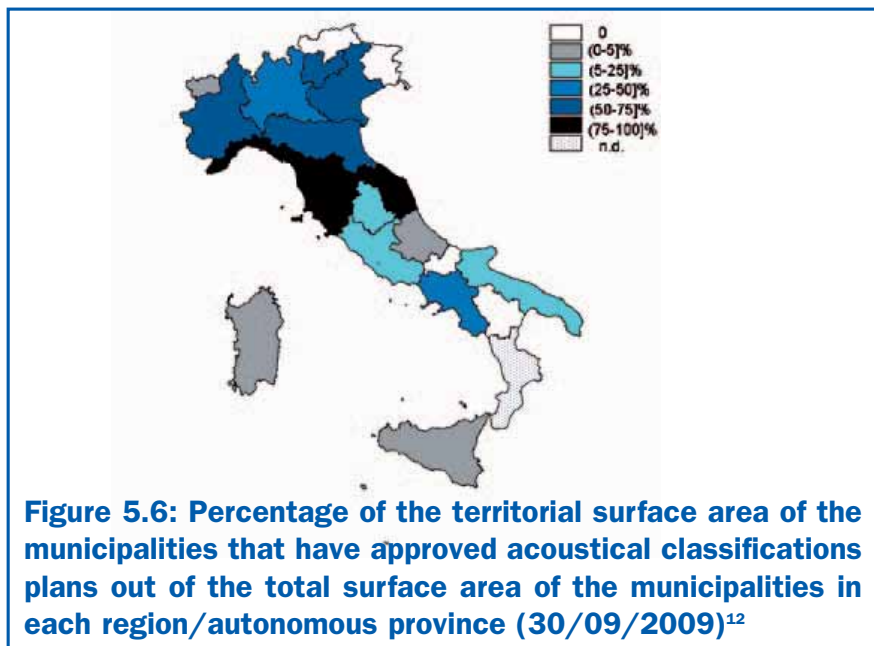 0
(0-5]%
(5-25]%
(25-50]%
(50-75]%
(75-100]%
n.d.
Figure 5.6: Percentage of the territorial surface area of the
municipalities that have approved acoustical classifications
plans out of the total surface area of the municipalities in
each region/autonomous province (30/09/2009)¹²